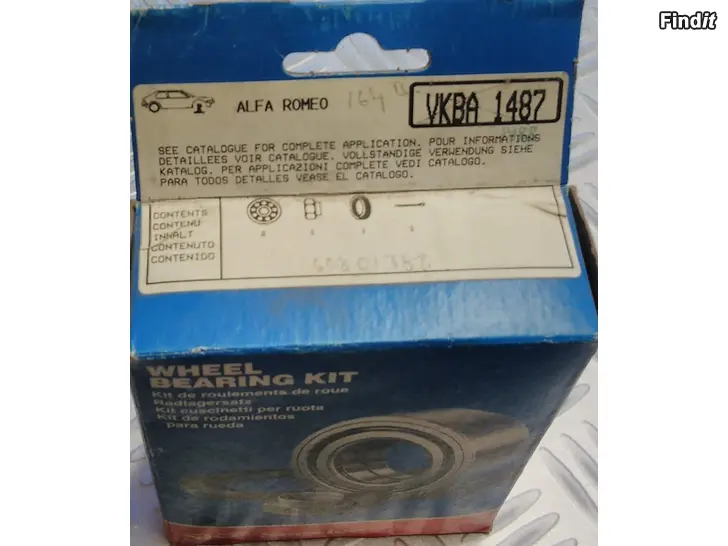 Findit
ALFA ROMEO 164
VKBA 1487
SEE CATALOGUE FOR COMPLETE APPLICATION. POUR INFORMATIONS
DETAILLEES VOIR CATALOGUE. VOLLSTANDIGE VERWENDUNG SIEHE
KATALOG. PER APPLICAZIONI COMPLETE VEDI CATALOGO.
PARA TODOS DETALLES VEASE EL CATALOGO.
CONTENTS
CONTENU
INHALT
CONTENUTO
CONTENIDO
WHEEL
BEARING KIT
Kit de roulements de roue
Radlagersatz
Kit cuscinetti per ruota
Kit de rodamientos
para rueda